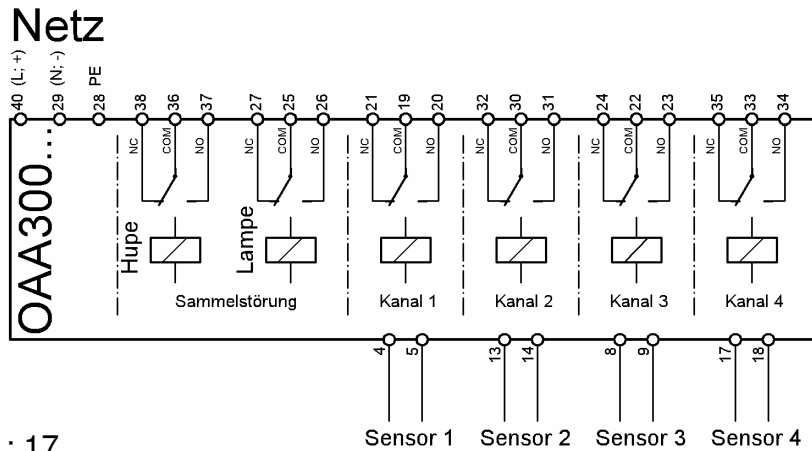 Netz
40 (L; +)
29 (N; -)
28 PE
38
36
37
27
25
26
21
19
20
32
30
31
24
22
23
35
33
34
NC
COM
NO
NC
COM
NO
NC
COM
NO
NC
COM
NO
NC
COM
NO
NC
COM
NO
OAA300...
Hupe
Lampe
Sammelstörung
Kanal 1
Kanal 2
Kanal 3
Kanal 4
4
5
13
14
8
9
17
18
Sensor 1
Sensor 2
Sensor 3
Sensor 4
: 17